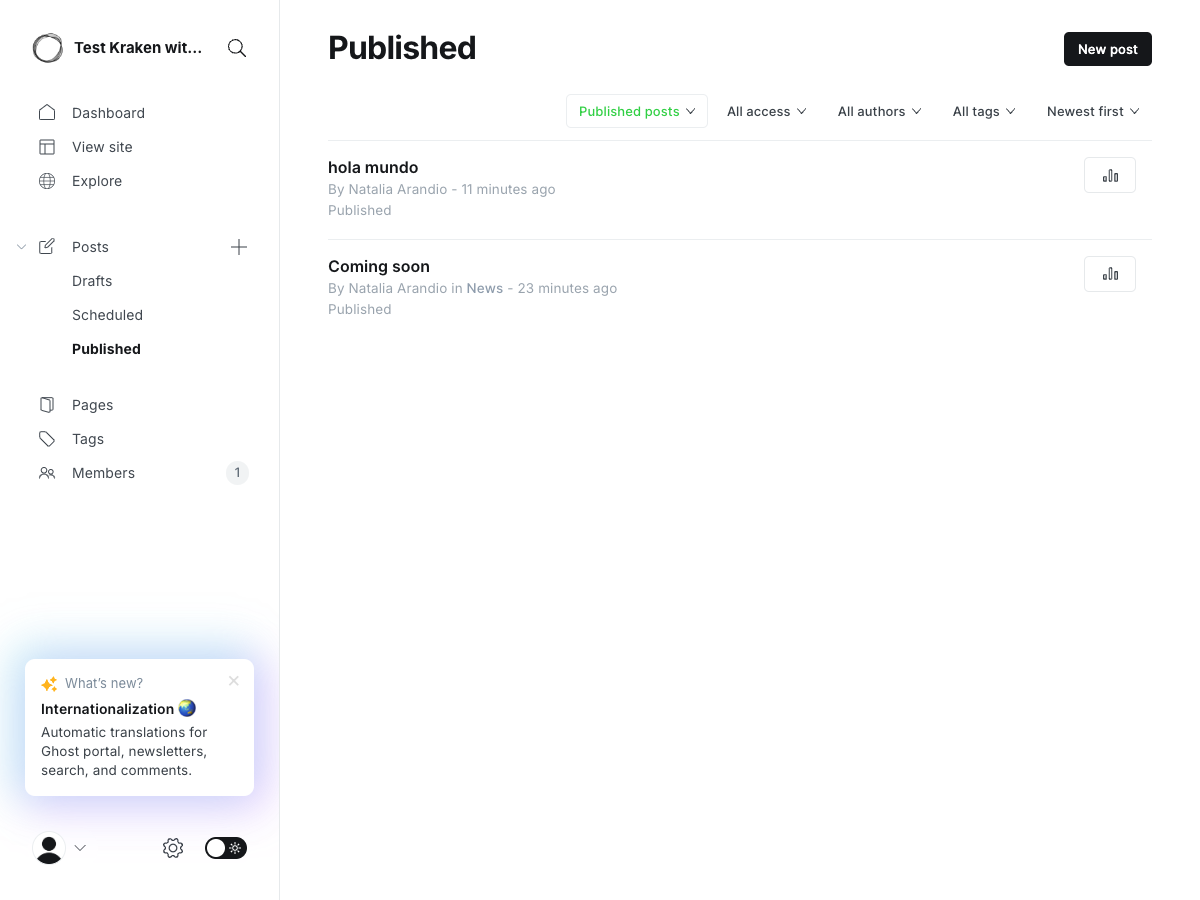 Test Kraken wit...
Dashboard
View site
Explore
Posts
Drafts
Scheduled
Published
Pages
Tags
Members
1
What's new?
Internationalization
Automatic translations for
Ghost portal, newsletters,
search, and comments.
Published
New post
Published posts
All access
All authors
All tags
Newest first
hola mundo
By Natalia Arandio - 11 minutes ago
Published
Coming soon
By Natalia Arandio in News - 23 minutes ago
Published